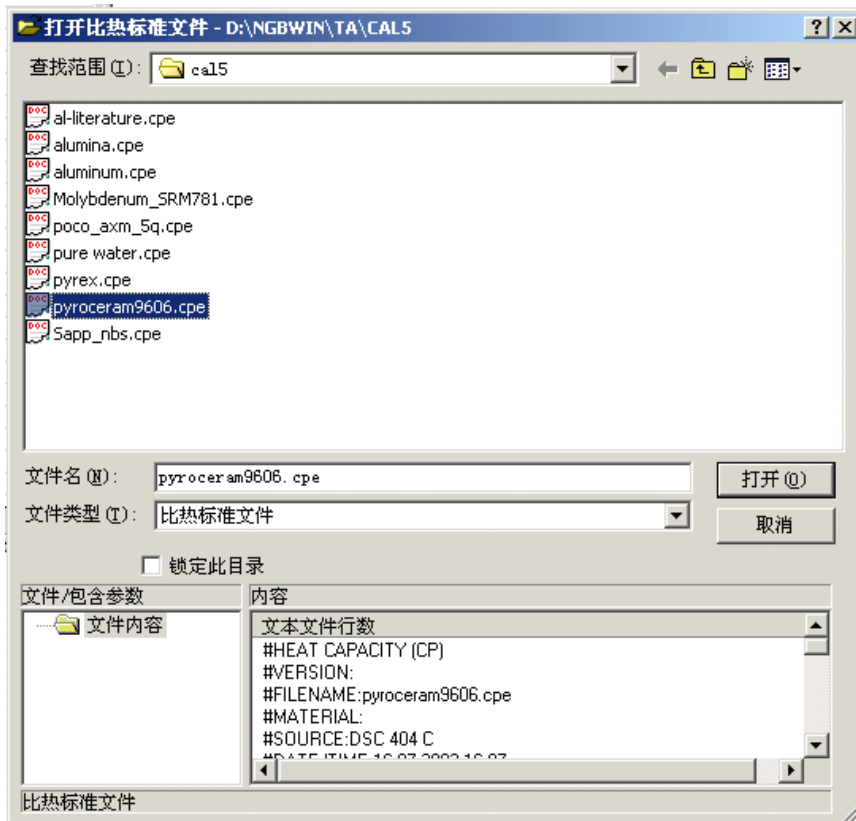 打开比热标准文件 - D:\NGBWIN\TA\CAL5
查找范围(I): cal5
al-literature.cpe
alumina.cpe
aluminum.cpe
Molybdenum_SRM781.cpe
poco_axm_5q.cpe
pure water.cpe
pyrex.cpe
pyroceram9606.cpe
Sapp_nbs.cpe
文件名(N): pyroceram9606.cpe 打开(O)
文件类型(T): 比热标准文件 取消
锁定此目录
文件/包含参数 内容
文件内容 文本文件行数
#HEAT CAPACITY (CP)
#VERSION:
#FILENAME:pyroceram9606.cpe
#MATERIAL:
#SOURCE:DSC 404 C
比热标准文件